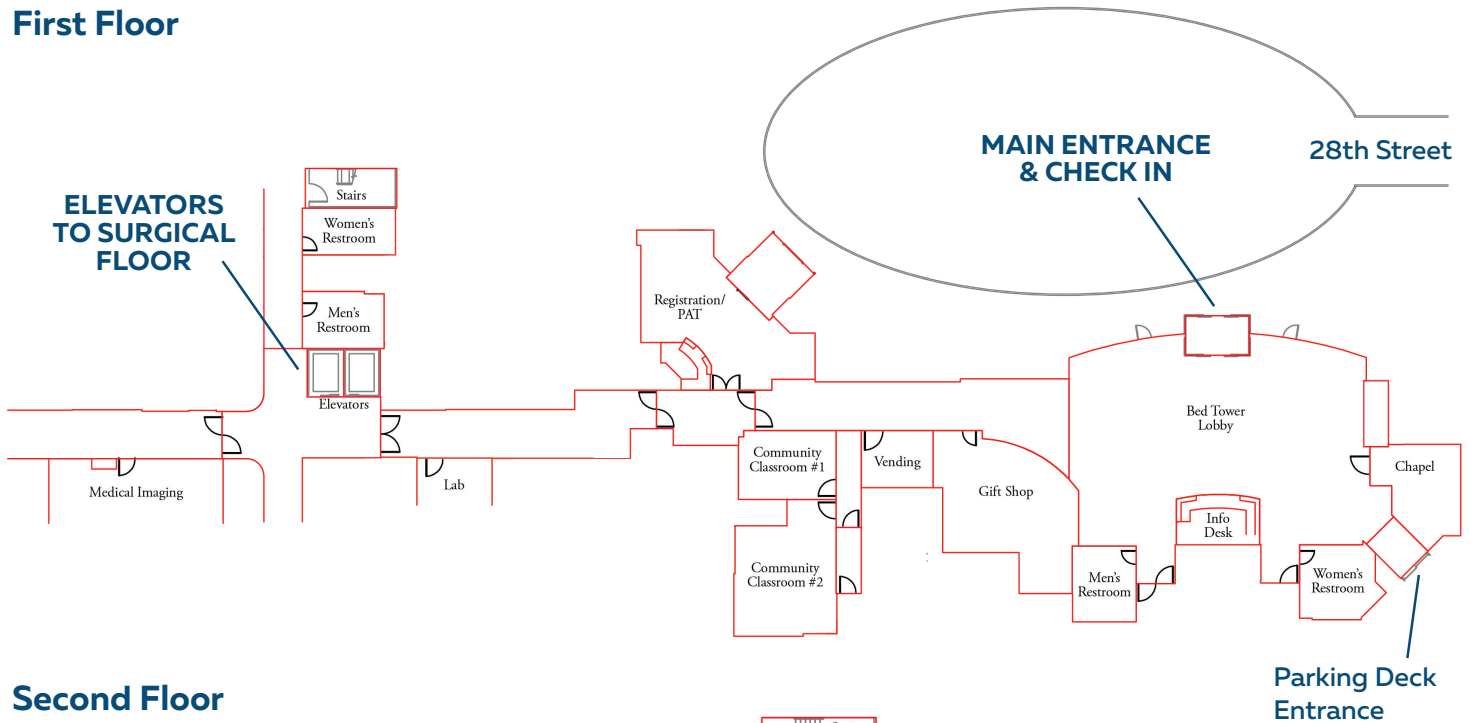 First Floor
MAIN ENTRANCE
& CHECK IN
28th Street
ELEVATORS
TO SURGICAL
FLOOR
Stairs
Women's
Restroom
Men's
Restroom
Elevators
Registration/
PAT
Bed Tower
Lobby
Medical Imaging
Lab
Community
Classroom #1
Vending
Gift Shop
Chapel
Info
Desk
Community
Classroom #2
Men's
Restroom
Women's
Restroom
Parking Deck
Entrance
Second Floor